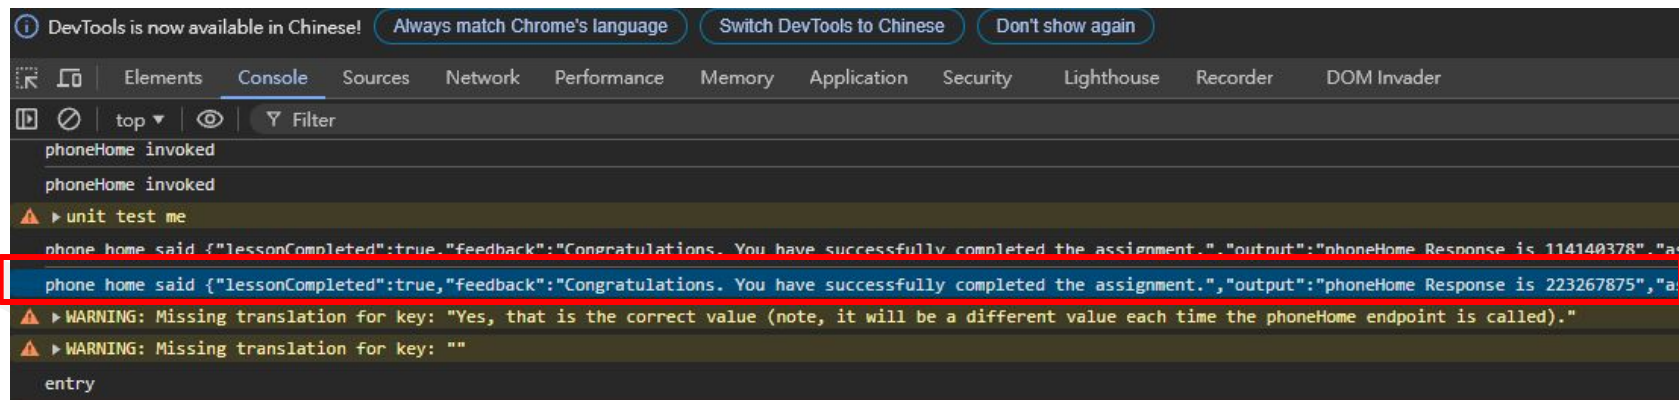 DevTools is now available in Chinese! Always match Chrome's language Switch DevTools to Chinese Don't show again
Elements Console Sources Network Performance Memory Application Security Lighthouse Recorder DOM Invader
top Filter
phoneHome invoked
phoneHome invoked
unit test me
phone home said {"lessonCompleted":true,"feedback":"Congratulations. You have successfully completed the assignment.","output":"phoneHome Response is 114140378","as
phone home said {"lessonCompleted":true,"feedback":"Congratulations. You have successfully completed the assignment.","output":"phoneHome Response is 223267875","as
WARNING: Missing translation for key: "Yes, that is the correct value (note, it will be a different value each time the phoneHome endpoint is called)."
WARNING: Missing translation for key: ""
entry